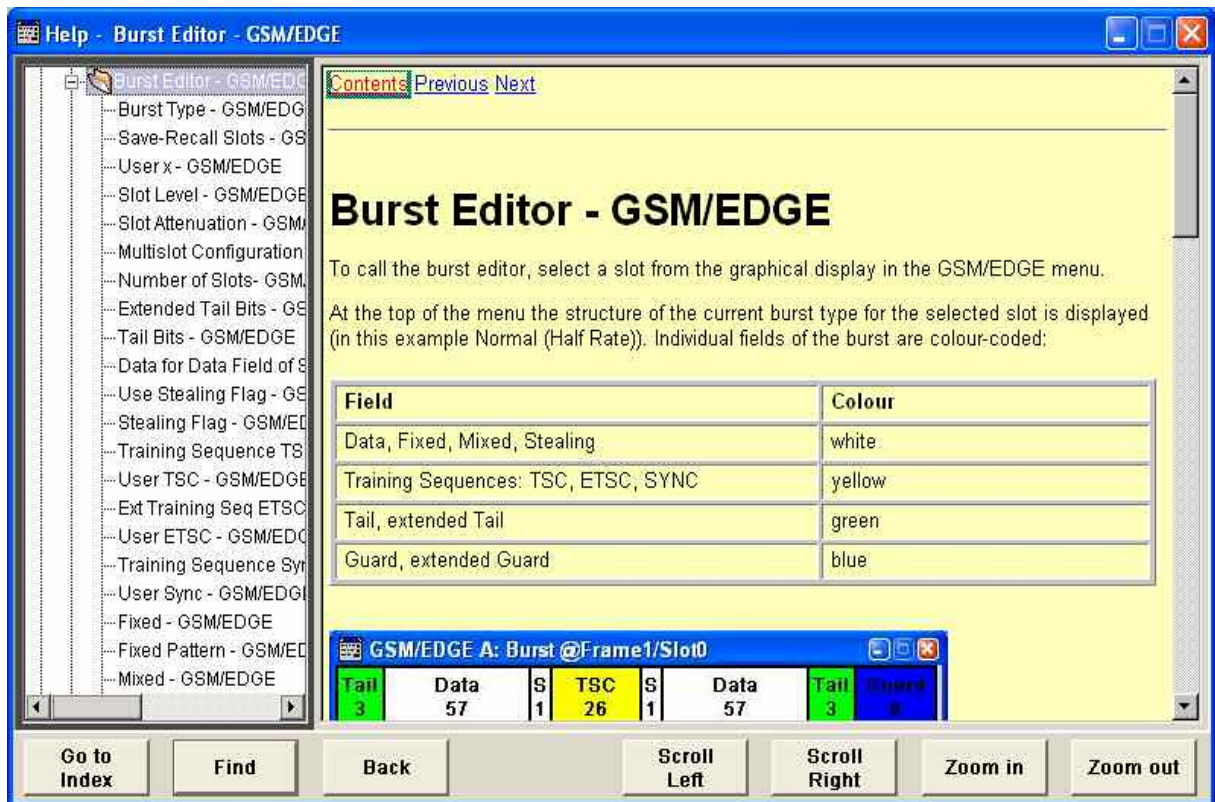 Help - Burst Editor - GSM/EDGE
Burst Editor - GSM/EDG
Burst Type - GSM/EDG
Save-Recall Slots - GS
User x - GSM/EDGE
Slot Level - GSM/EDGE
Slot Attenuation - GSM/
Multislot Configuration
Number of Slots- GSM/
Extended Tail Bits - GS
Tail Bits - GSM/EDGE
Data for Data Field of S
Use Stealing Flag - GS
Stealing Flag - GSM/ED
Training Sequence TS
User TSC - GSM/EDGE
Ext Training Seq ETSC
User ETSC - GSM/EDG
Training Sequence Syn
User Sync - GSM/EDGE
Fixed - GSM/EDGE
Fixed Pattern - GSM/ED
Mixed - GSM/EDGE
Contents Previous Next
Burst Editor - GSM/EDGE
To call the burst editor, select a slot from the graphical display in the GSM/EDGE menu.
At the top of the menu the structure of the current burst type for the selected slot is displayed
(in this example Normal (Half Rate)). Individual fields of the burst are colour-coded:
Field Colour
Data, Fixed, Mixed, Stealing white
Training Sequences: TSC, ETSC, SYNC yellow
Tail, extended Tail green
Guard, extended Guard blue
GSM/EDGE A: Burst @Frame1/Slot0
Tail Data S TSC S Data Tail Guard
3 57 1 26 1 57 3
Go to Index
Find
Back
Scroll Left
Scroll Right
Zoom in
Zoom out